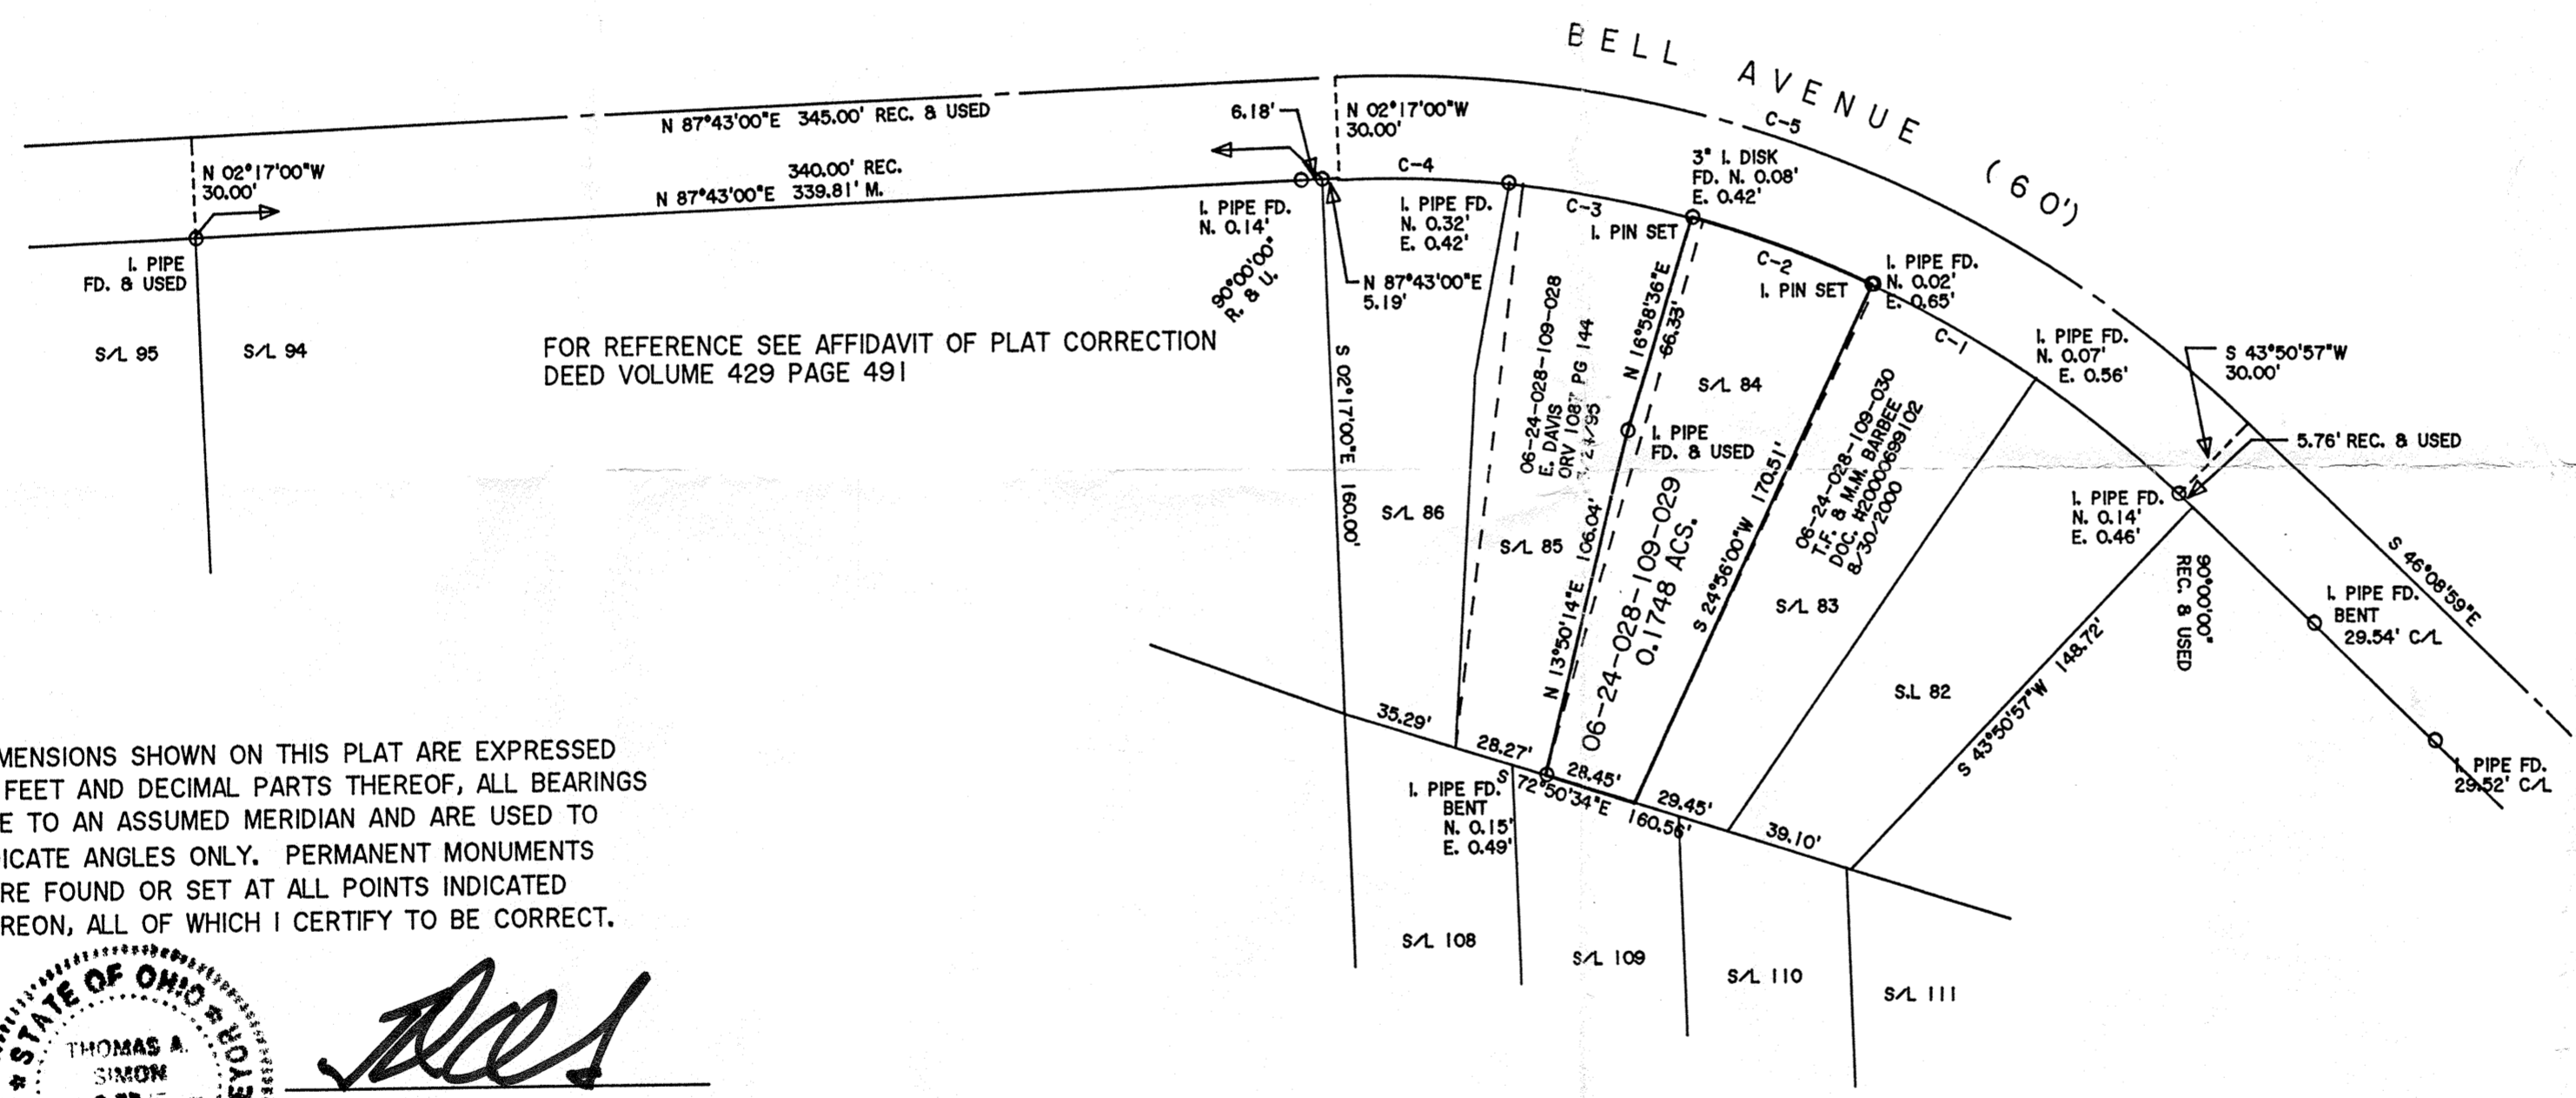 BELL AVENUE (60')
C-5
N 87°43'00"E 345.00' REC. & USED
6.18'
N 02°17'00"W
30.00'
N 02°17'00"W
30.00'
340.00' REC.
N 87°43'00"E 339.81' M.
C-4
3" I. DISK
FD. N. 0.08'
E. 0.42'
I. PIPE FD.
N. 0.14'
I. PIPE FD.
N. 0.32'
E. 0.42'
C-3
I. PIN SET
C-2
I. PIN SET
I. PIPE FD.
N. 0.02'
E. 0.65'
I. PIPE
FD. & USED
90°00'00"
R. & U.
N 87°43'00"E
5.19'
C-1
I. PIPE FD.
N. 0.07'
E. 0.56'
S 43°50'57"W
30.00'
S/L 95
S/L 94
FOR REFERENCE SEE AFFIDAVIT OF PLAT CORRECTION
DEED VOLUME 429 PAGE 491
S 02°17'00"E 160.00'
06-24-028-109-028
E. DAVIS
ORV 1087 PG 144
N 16°58'36"E
66.33'
S/L 84
I. PIPE
FD. & USED
06-24-028-109-030
T.F. & M.M. BARBEE
DOC. #20000699102
8/30/2000
5.76' REC. & USED
I. PIPE FD.
N. 0.14'
E. 0.46'
S/L 86
S/L 85
N 13°50'14"E 106.04'
06-24-028-109-029
0.1748 ACS.
S 24°56'00"W 170.51'
S/L 83
90°00'00"
REC. & USED
S 46°08'59"E
I. PIPE FD.
BENT
29.54' C/L
S.L 82
S 43°50'57"W 148.72'
I. PIPE FD.
29.52' C/L
35.29'
28.27'
28.45'
29.45'
39.10'
S 72°50'34"E 160.56'
I. PIPE FD.
BENT
N. 0.15'
E. 0.49'
S/L 108
S/L 109
S/L 110
S/L 111
MENSIONS SHOWN ON THIS PLAT ARE EXPRESSED
FEET AND DECIMAL PARTS THEREOF, ALL BEARINGS
E TO AN ASSUMED MERIDIAN AND ARE USED TO
DICATE ANGLES ONLY. PERMANENT MONUMENTS
RE FOUND OR SET AT ALL POINTS INDICATED
REON, ALL OF WHICH I CERTIFY TO BE CORRECT.
STATE OF OHIO
THOMAS A.
SIMON